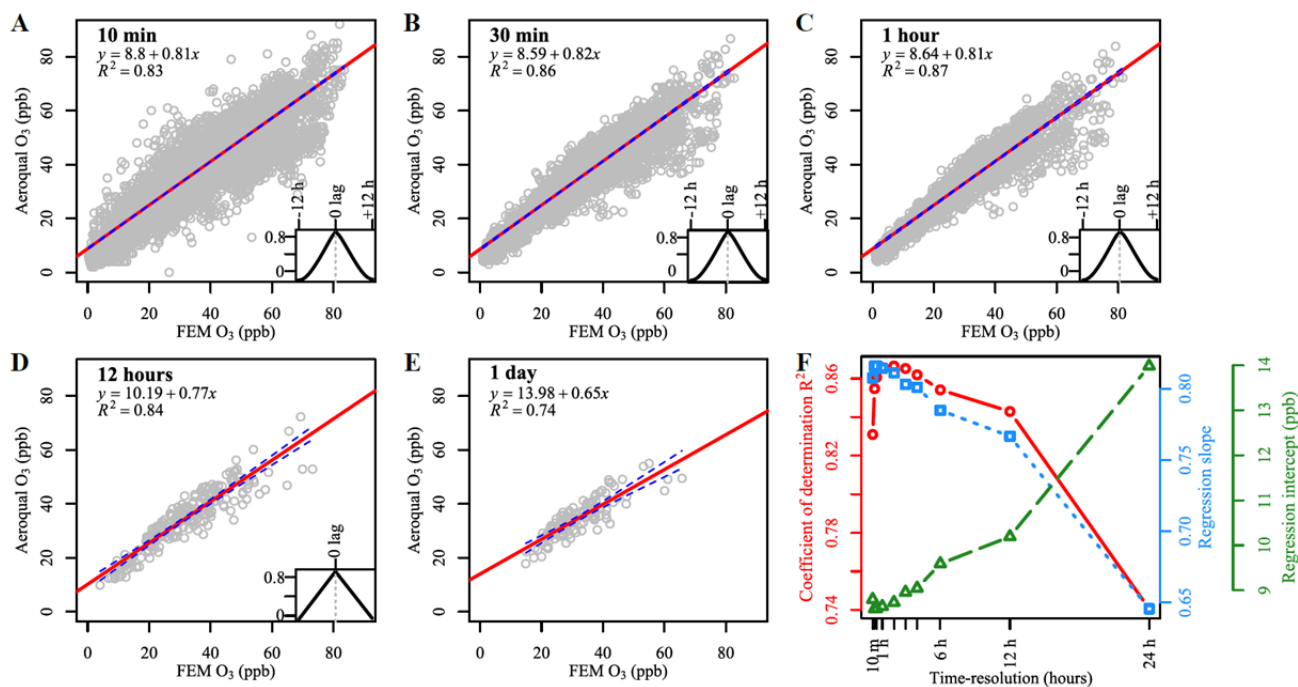 A
10 min
y = 8.8 + 0.81x
R² = 0.83
Aeroqual O₃ (ppb)
80
60
40
20
0
0 20 40 60 80
FEM O₃ (ppb)
−12 h
0 lag
+12 h
0.8
0
B
30 min
y = 8.59 + 0.82x
R² = 0.86
Aeroqual O₃ (ppb)
80
60
40
20
0
0 20 40 60 80
FEM O₃ (ppb)
−12 h
0 lag
+12 h
0.8
0
C
1 hour
y = 8.64 + 0.81x
R² = 0.87
Aeroqual O₃ (ppb)
80
60
40
20
0
0 20 40 60 80
FEM O₃ (ppb)
−12 h
0 lag
+12 h
0.8
0
D
12 hours
y = 10.19 + 0.77x
R² = 0.84
Aeroqual O₃ (ppb)
80
60
40
20
0
0 20 40 60 80
FEM O₃ (ppb)
−12 h
0 lag
+12 h
0.8
0
E
1 day
y = 13.98 + 0.65x
R² = 0.74
Aeroqual O₃ (ppb)
80
60
40
20
0
0 20 40 60 80
FEM O₃ (ppb)
F
Coefficient of determination R²
0.86
0.82
0.78
0.74
10 m
1 h
6 h
12 h
24 h
Time-resolution (hours)
0.80
0.75
0.70
0.65
Regression slope
14
13
12
11
10
9
Regression intercept (ppb)